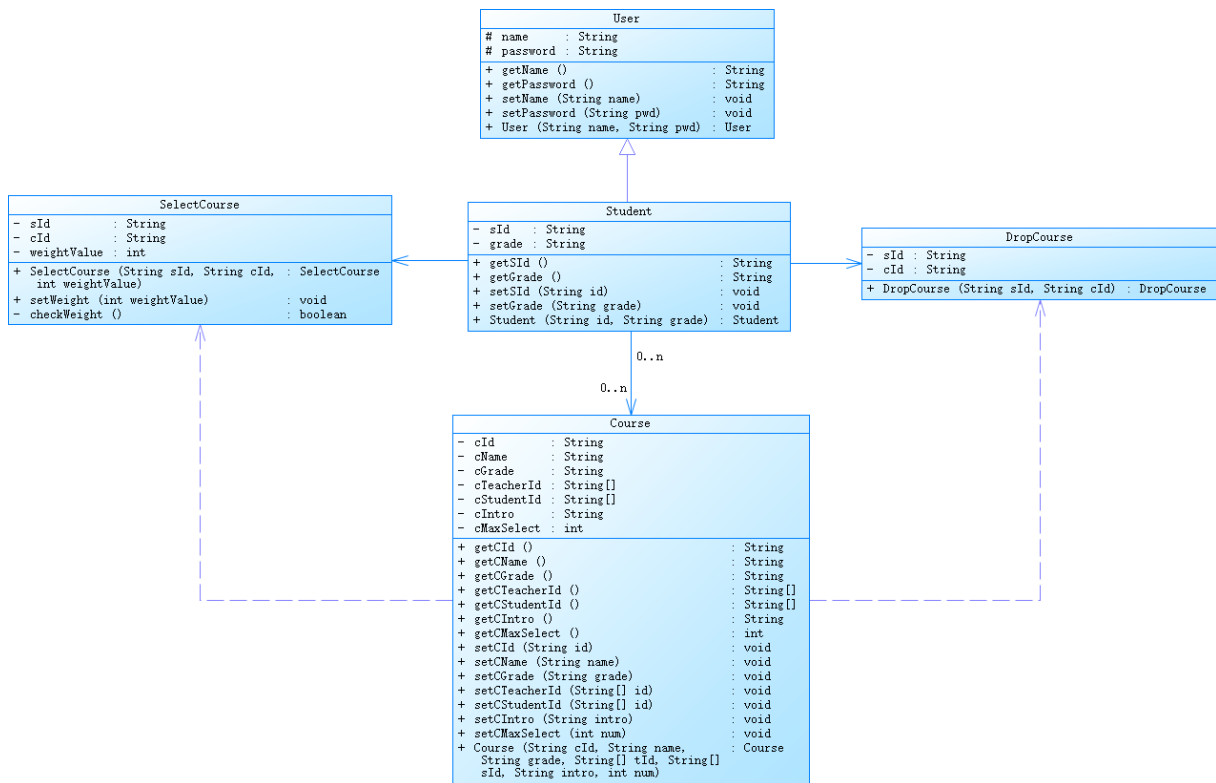 User
# name : String
# password : String
+ getName () : String
+ getPassword () : String
+ setName (String name) : void
+ setPassword (String pwd) : void
+ User (String name, String pwd) : User
SelectCourse
- sId : String
- cId : String
- weightValue : int
+ SelectCourse (String sId, String cId, : SelectCourse
int weightValue)
+ setWeight (int weightValue) : void
- checkWeight () : boolean
Student
- sId : String
- grade : String
+ getSId () : String
+ getGrade () : String
+ setSId (String id) : void
+ setGrade (String grade) : void
+ Student (String id, String grade) : Student
DropCourse
- sId : String
- cId : String
+ DropCourse (String sId, String cId) : DropCourse
0..n
0..n
Course
- cId : String
- cName : String
- cGrade : String
- cTeacherId : String[]
- cStudentId : String[]
- cIntro : String
- cMaxSelect : int
+ getCId () : String
+ getCName () : String
+ getCGrade () : String
+ getCTeacherId () : String[]
+ getCStudentId () : String[]
+ getCIntro () : String
+ getCMaxSelect () : int
+ setCId (String id) : void
+ setCName (String name) : void
+ setCGrade (String grade) : void
+ setCTeacherId (String[] id) : void
+ setCStudentId (String[] id) : void
+ setCIntro (String intro) : void
+ setCMaxSelect (int num) : void
+ Course (String cId, String name, : Course
String grade, String[] tId, String[]
sId, String intro, int num)